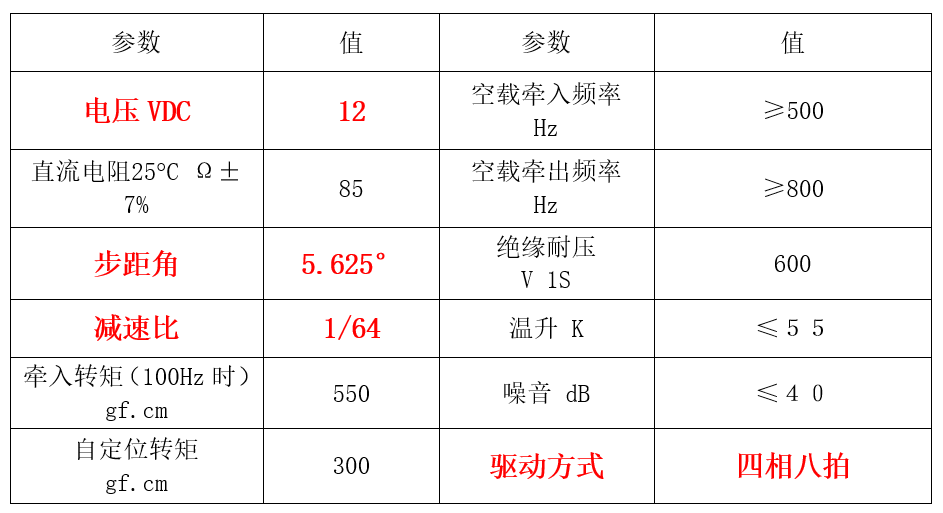 参数
值
参数
值
电压 VDC
12
空载牵入频率
Hz
≥500
直流电阻25°C Ω±
7%
85
空载牵出频率
Hz
≥800
步距角
5.625°
绝缘耐压
V 1S
600
减速比
1/64
温升 K
≤５５
牵入转矩（100Hz 时）
gf.cm
550
噪音 dB
≤４０
自定位转矩
gf.cm
300
驱动方式
四相八拍